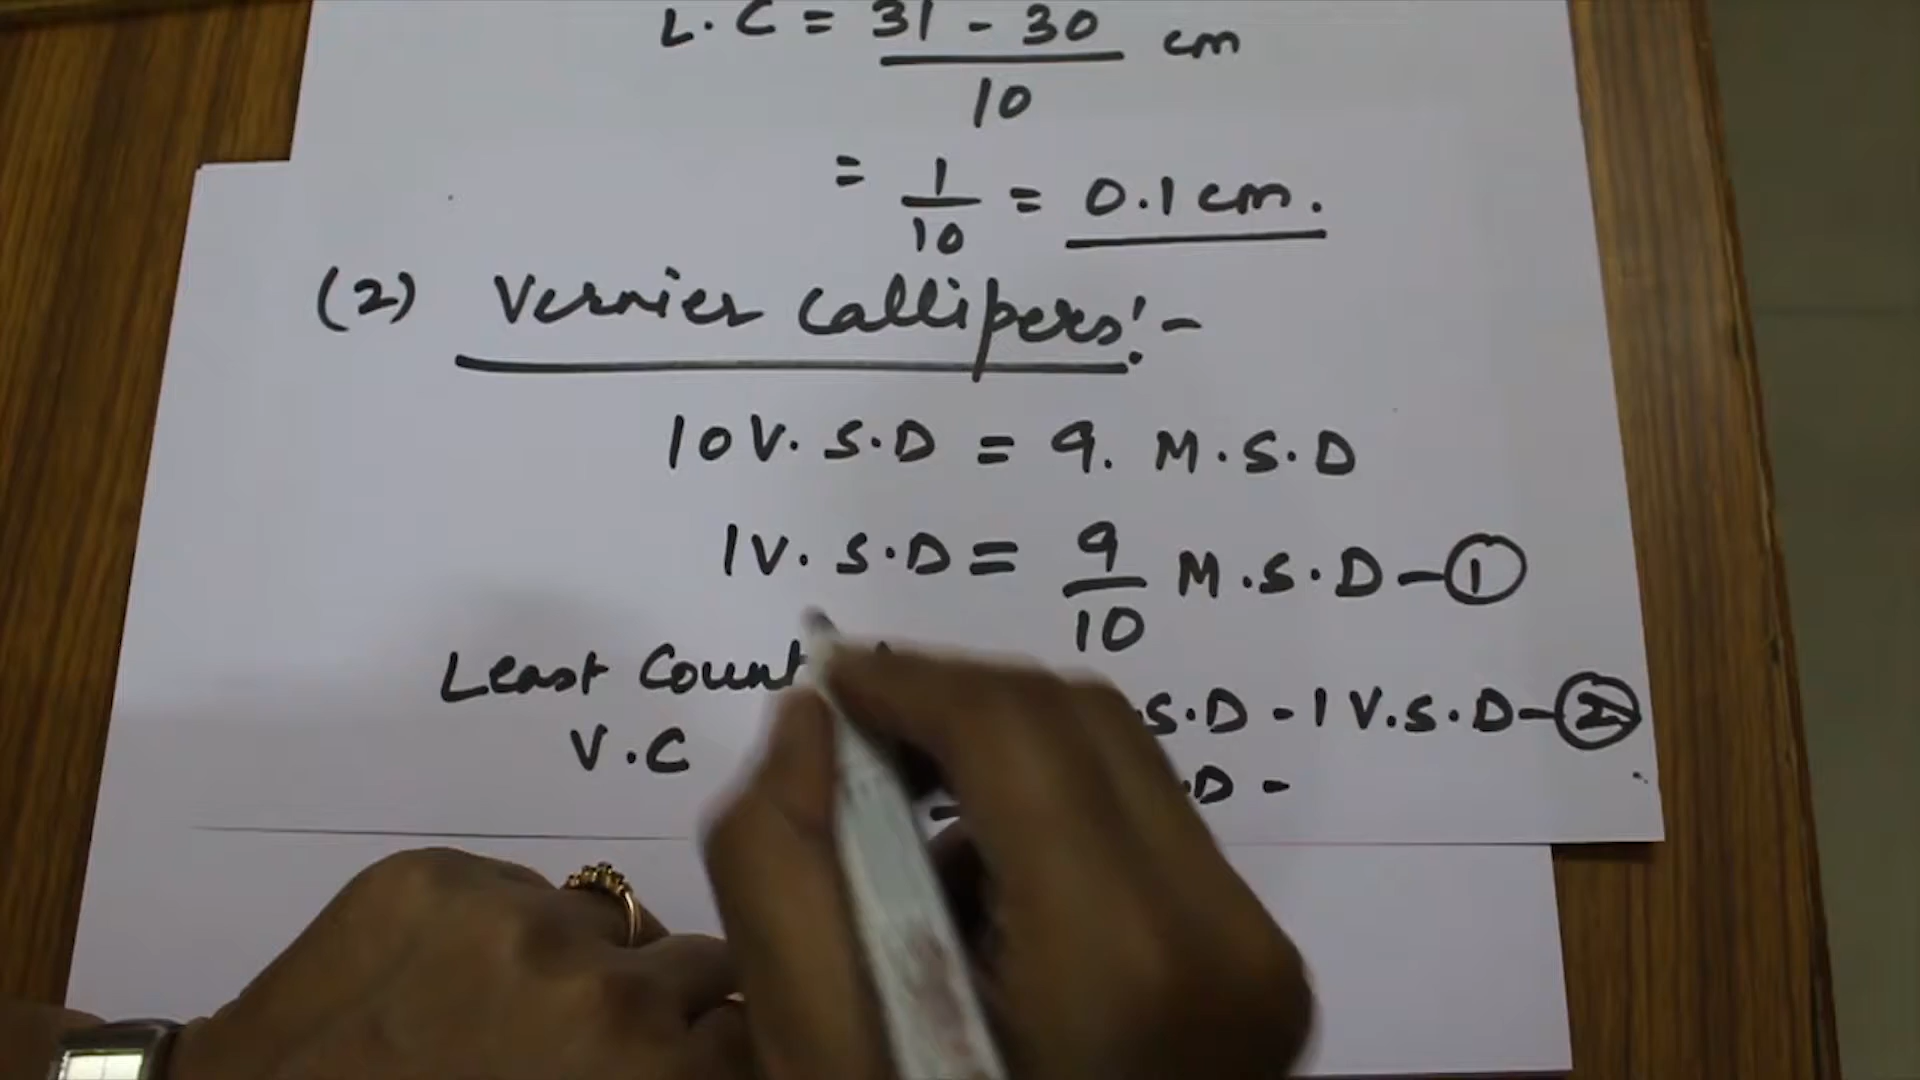 L.C = 31 - 30 cm
10
= 1 = 0.1 cm.
10
(2) Vernier Callipers:-
10 V.S.D = 9. M.S.D
1 V.S.D = 9 M.S.D - 1
10
Least Count
S.D - 1 V.S.D - 2
V.C
= .D -